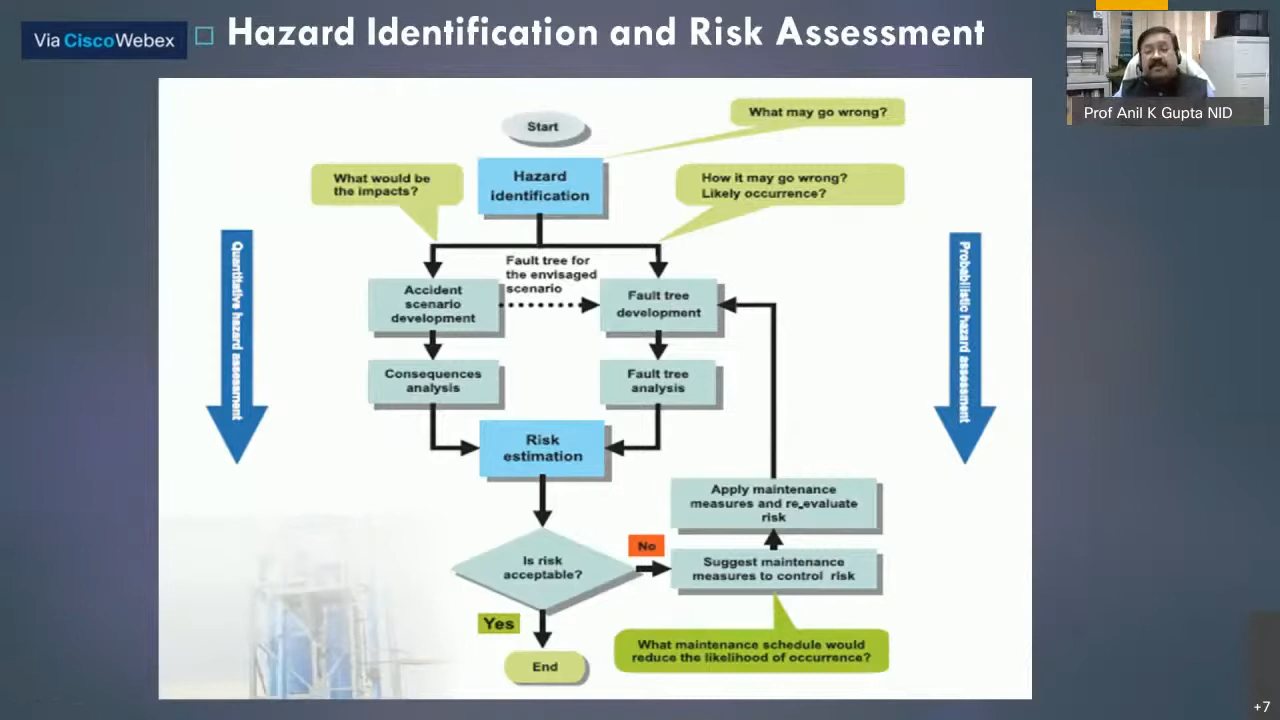 Via CiscoWebex
Hazard Identification and Risk Assessment
Prof Anil K Gupta NID
Start
What may go wrong?
What would be
the impacts?
Hazard
identification
How it may go wrong?
Likely occurrence?
Quantitative hazard assessment
Probabilistic hazard assessment
Fault tree for
the envisaged
scenario
Accident
scenario
development
Fault tree
development
Consequences
analysis
Fault tree
analysis
Risk
estimation
Apply maintenance
measures and re-evaluate
risk
No
Is risk
acceptable?
Suggest maintenance
measures to control risk
Yes
What maintenance schedule would
reduce the likelihood of occurrence?
End
+7